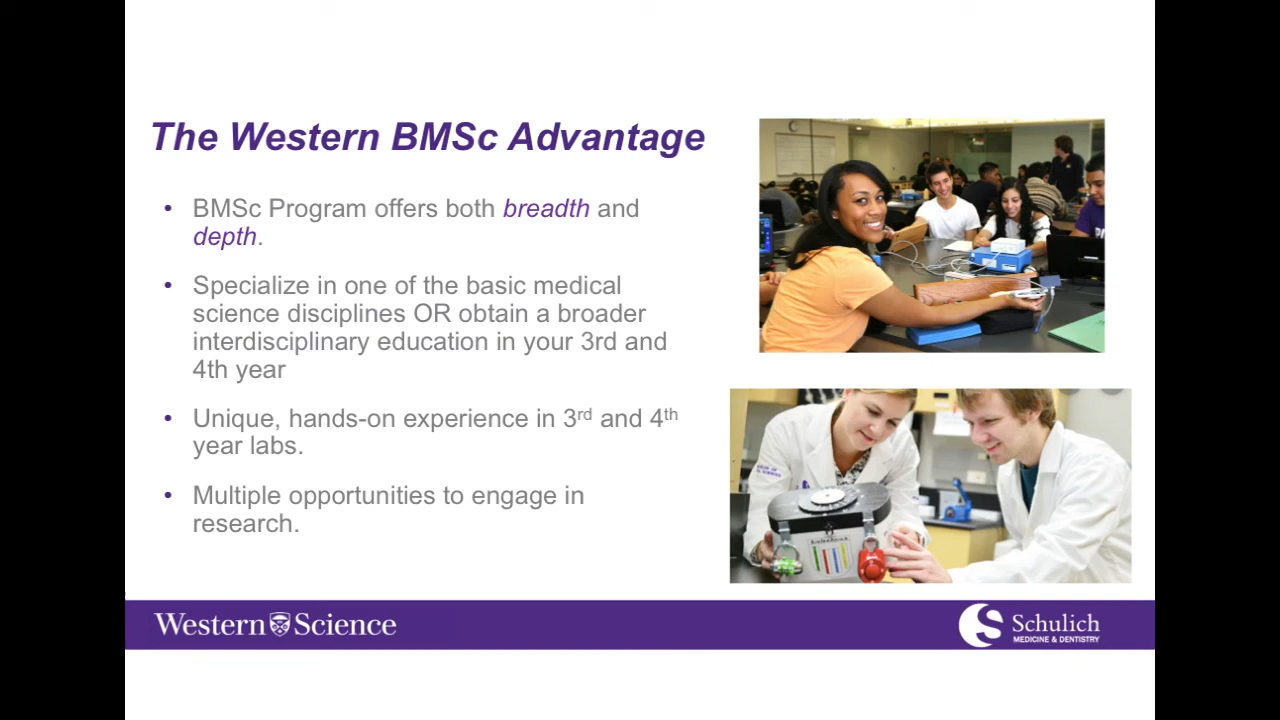 The Western BMSc Advantage
• BMSc Program offers both breadth and
depth.
• Specialize in one of the basic medical
science disciplines OR obtain a broader
interdisciplinary education in your 3rd and
4th year
• Unique, hands-on experience in 3rd and 4th
year labs.
• Multiple opportunities to engage in
research.
Western Science
Schulich
MEDICINE & DENTISTRY